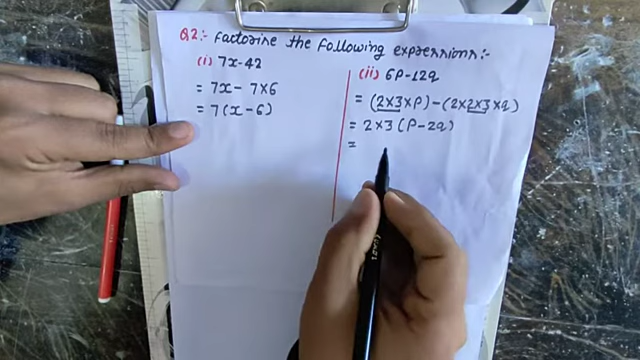 Q2:- Factorise the following expressions:-
(i) 7x-42
= 7x - 7×6
= 7(x-6)
(ii) 6P-12q
= (2×3×P)-(2×2×3×q)
= 2×3(P-2q)
=